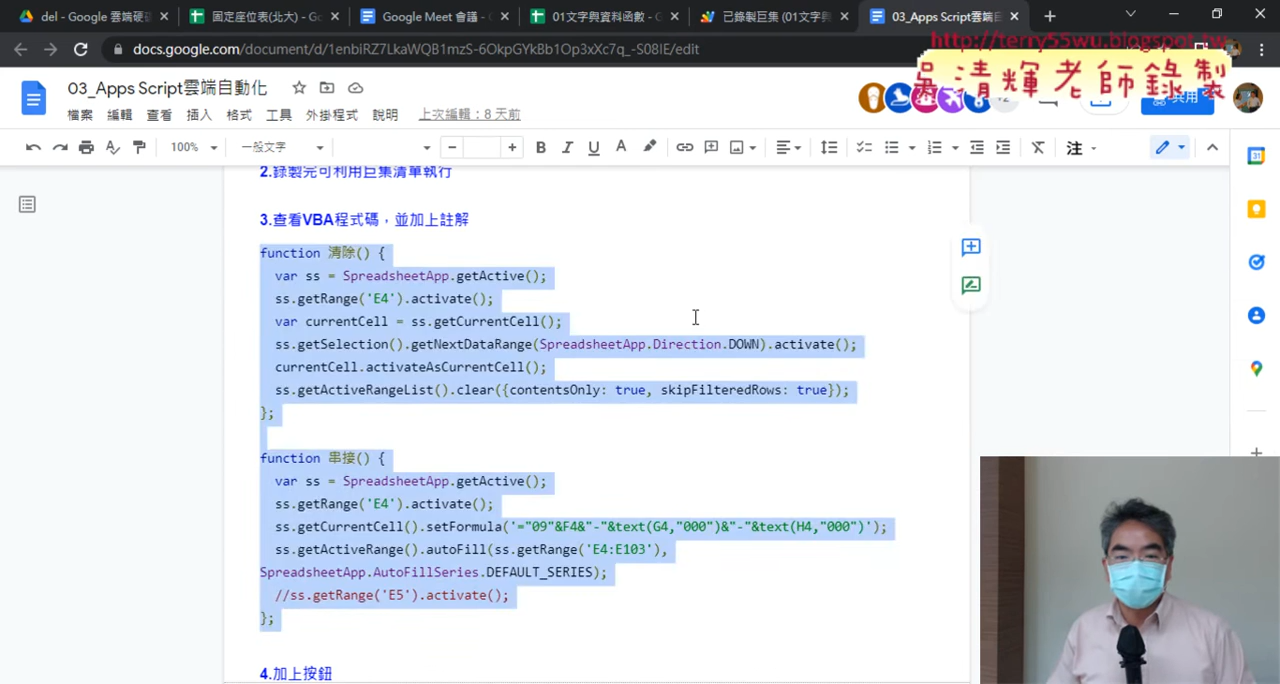 del - Google 雲端硬碟
固定座位表(北大) - Go
Google Meet 會議 -
01文字與資料函數 - G
已錄製巨集 (01文字與
03_Apps Script雲端自
docs.google.com/document/d/1enbiRZ7LkaWQB1mzS-6OkpGYkBb1Op3xXc7q_-S08IE/edit
http://terry55wu.blogspot.tw
吳清輝老師錄製
03_Apps Script雲端自動化
檔案 編輯 查看 插入 格式 工具 外掛程式 說明 上次編輯：8 天前
共用
100% 一般文字
注
2.錄製完可利用巨集清單執行
3.查看VBA程式碼，並加上註解
function 清除() {
var ss = SpreadsheetApp.getActive();
ss.getRange('E4').activate();
var currentCell = ss.getCurrentCell();
ss.getSelection().getNextDataRange(SpreadsheetApp.Direction.DOWN).activate();
currentCell.activateAsCurrentCell();
ss.getActiveRangeList().clear({contentsOnly: true, skipFilteredRows: true});
};
function 串接() {
var ss = SpreadsheetApp.getActive();
ss.getRange('E4').activate();
ss.getCurrentCell().setFormula('="09"&F4&"-"&text(G4,"000")&"-"&text(H4,"000")');
ss.getActiveRange().autoFill(ss.getRange('E4:E103'),
SpreadsheetApp.AutoFillSeries.DEFAULT_SERIES);
//ss.getRange('E5').activate();
};
4.加上按鈕